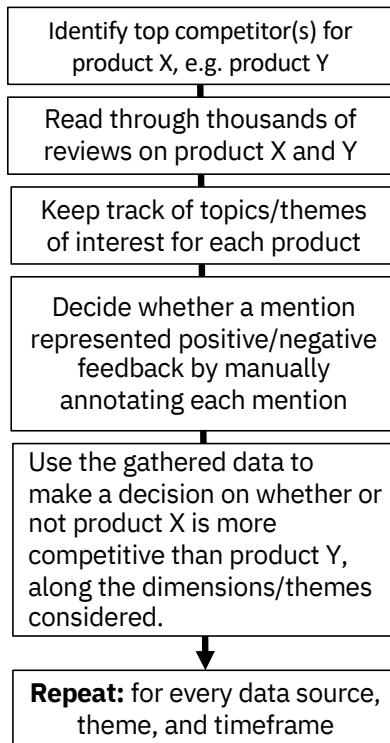 Identify top competitor(s) for
product X, e.g. product Y
Read through thousands of
reviews on product X and Y
Keep track of topics/themes
of interest for each product
Decide whether a mention
represented positive/negative
feedback by manually
annotating each mention
Use the gathered data to
make a decision on whether or
not product X is more
competitive than product Y,
along the dimensions/themes
considered.
Repeat: for every data source,
theme, and timeframe